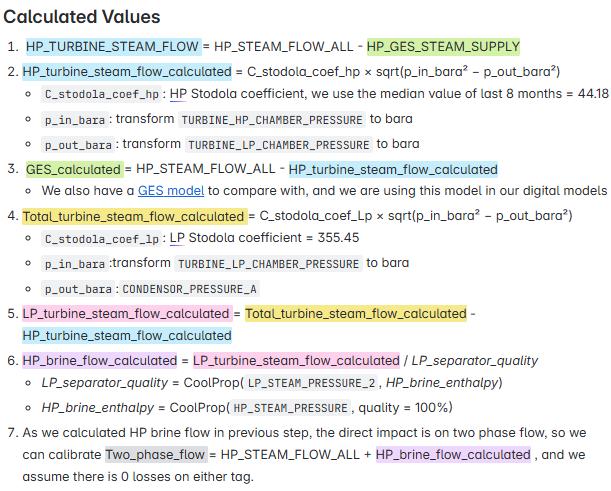 Calculated Values
1. HP_TURBINE_STEAM_FLOW = HP_STEAM_FLOW_ALL - HP_GES_STEAM_SUPPLY
2. HP_turbine_steam_flow_calculated = C_stodola_coef_hp × sqrt(p_in_bara² − p_out_bara²)
C_stodola_coef_hp : HP Stodola coefficient, we use the median value of last 8 months = 44.18
p_in_bara : transform TURBINE_HP_CHAMBER_PRESSURE to bara
p_out_bara : transform TURBINE_LP_CHAMBER_PRESSURE to bara
3. GES_calculated = HP_STEAM_FLOW_ALL - HP_turbine_steam_flow_calculated
We also have a GES model to compare with, and we are using this model in our digital models
4. Total_turbine_steam_flow_calculated = C_stodola_coef_Lp × sqrt(p_in_bara² − p_out_bara²)
C_stodola_coef_lp : LP Stodola coefficient = 355.45
p_in_bara :transform TURBINE_LP_CHAMBER_PRESSURE to bara
p_out_bara : CONDENSOR_PRESSURE_A
5. LP_turbine_steam_flow_calculated = Total_turbine_steam_flow_calculated -
HP_turbine_steam_flow_calculated
6. HP_brine_flow_calculated = LP_turbine_steam_flow_calculated / LP_separator_quality
LP_separator_quality = CoolProp( LP_STEAM_PRESSURE_2 , HP_brine_enthalpy)
HP_brine_enthalpy = CoolProp( HP_STEAM_PRESSURE , quality = 100%)
7. As we calculated HP brine flow in previous step, the direct impact is on two phase flow, so we
can calibrate Two_phase_flow = HP_STEAM_FLOW_ALL + HP_brine_flow_calculated , and we
assume there is 0 losses on either tag.